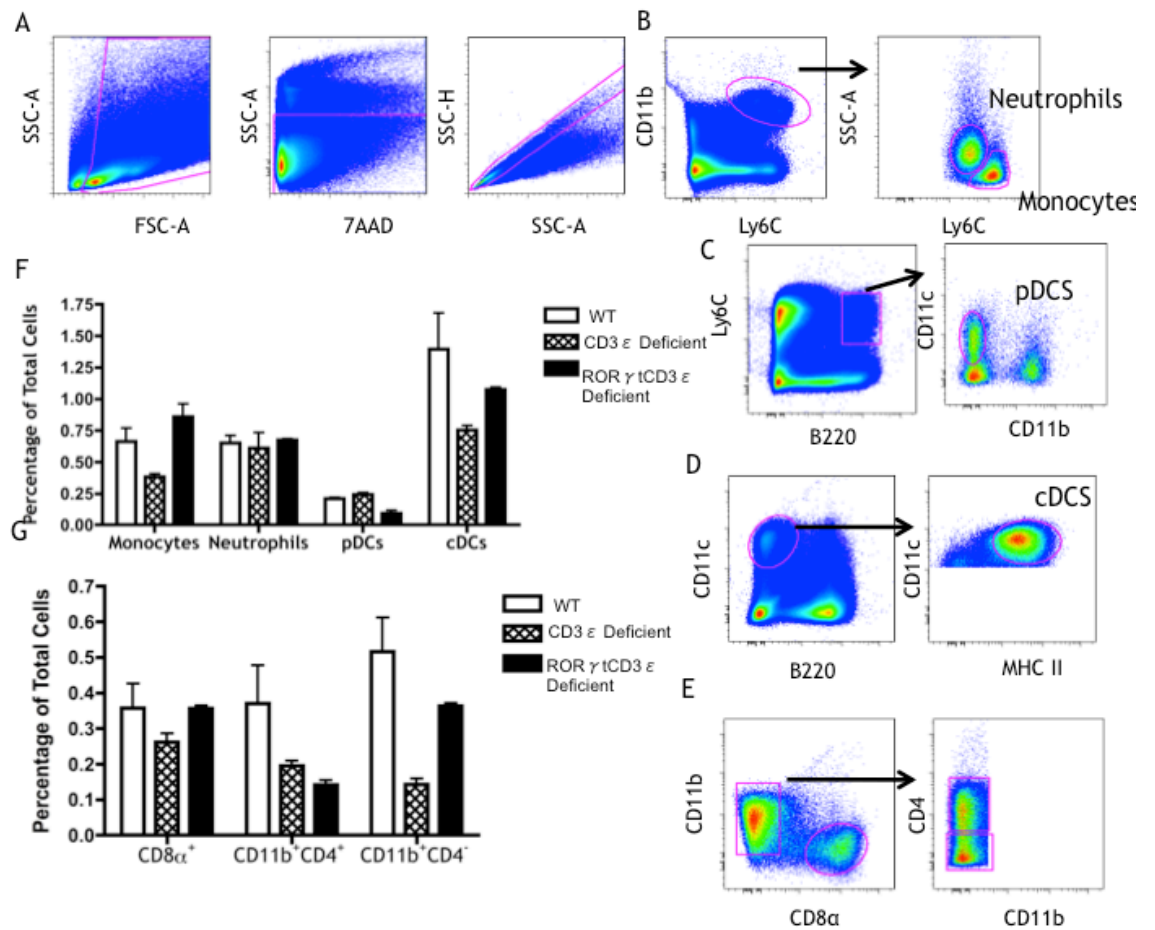 A
SSC-A
FSC-A
SSC-A
7AAD
SSC-H
SSC-A
B
CD11b
Ly6C
SSC-A
Neutrophils
Monocytes
Ly6C
C
Ly6C
B220
CD11c
pDCS
CD11b
D
CD11c
B220
CD11c
cDCS
MHC II
E
CD11b
CD8α
CD4
CD11b
F
Percentage of Total Cells
1.75
1.50
1.25
1.00
0.75
0.50
0.25
0.00
Monocytes Neutrophils pDCs cDCs
WT
CD3 ε Deficient
ROR γ tCD3 ε
Deficient
G
Percentage of Total Cells
0.7
0.6
0.5
0.4
0.3
0.2
0.1
0.0
CD8α+ CD11b+CD4+ CD11b+CD4-
WT
CD3 ε Deficient
ROR γ tCD3 ε
Deficient